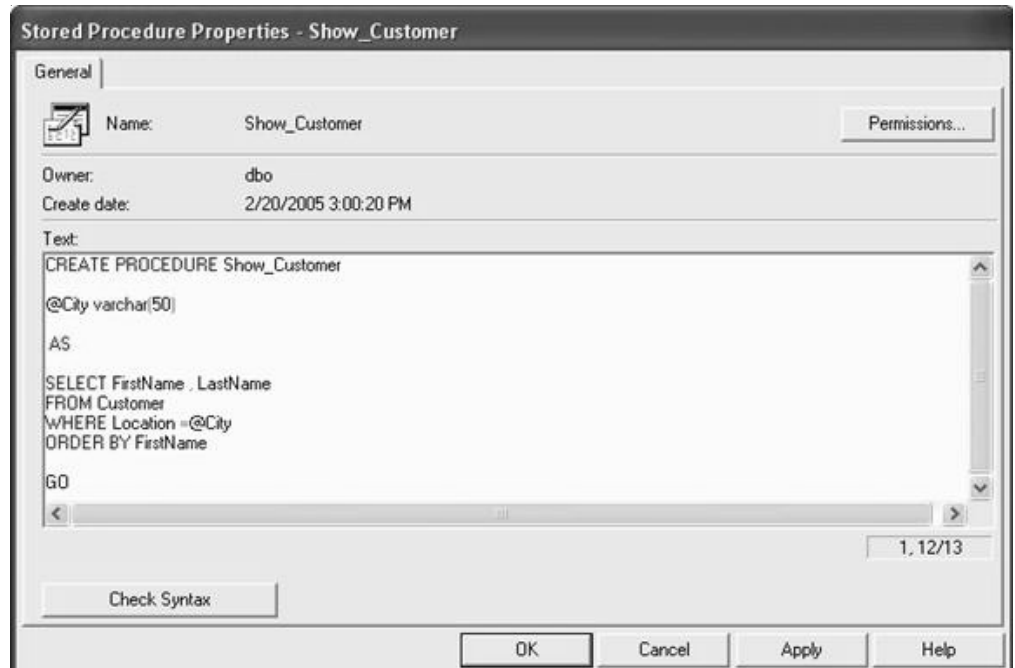 Stored Procedure Properties - Show_Customer
General
Name: Show_Customer Permissions...
Owner: dbo
Create date: 2/20/2005 3:00:20 PM
Text:
CREATE PROCEDURE Show_Customer
@City varchar(50)
AS
SELECT FirstName , LastName
FROM Customer
WHERE Location =@City
ORDER BY FirstName
GO
1, 12/13
Check Syntax
OK Cancel Apply Help